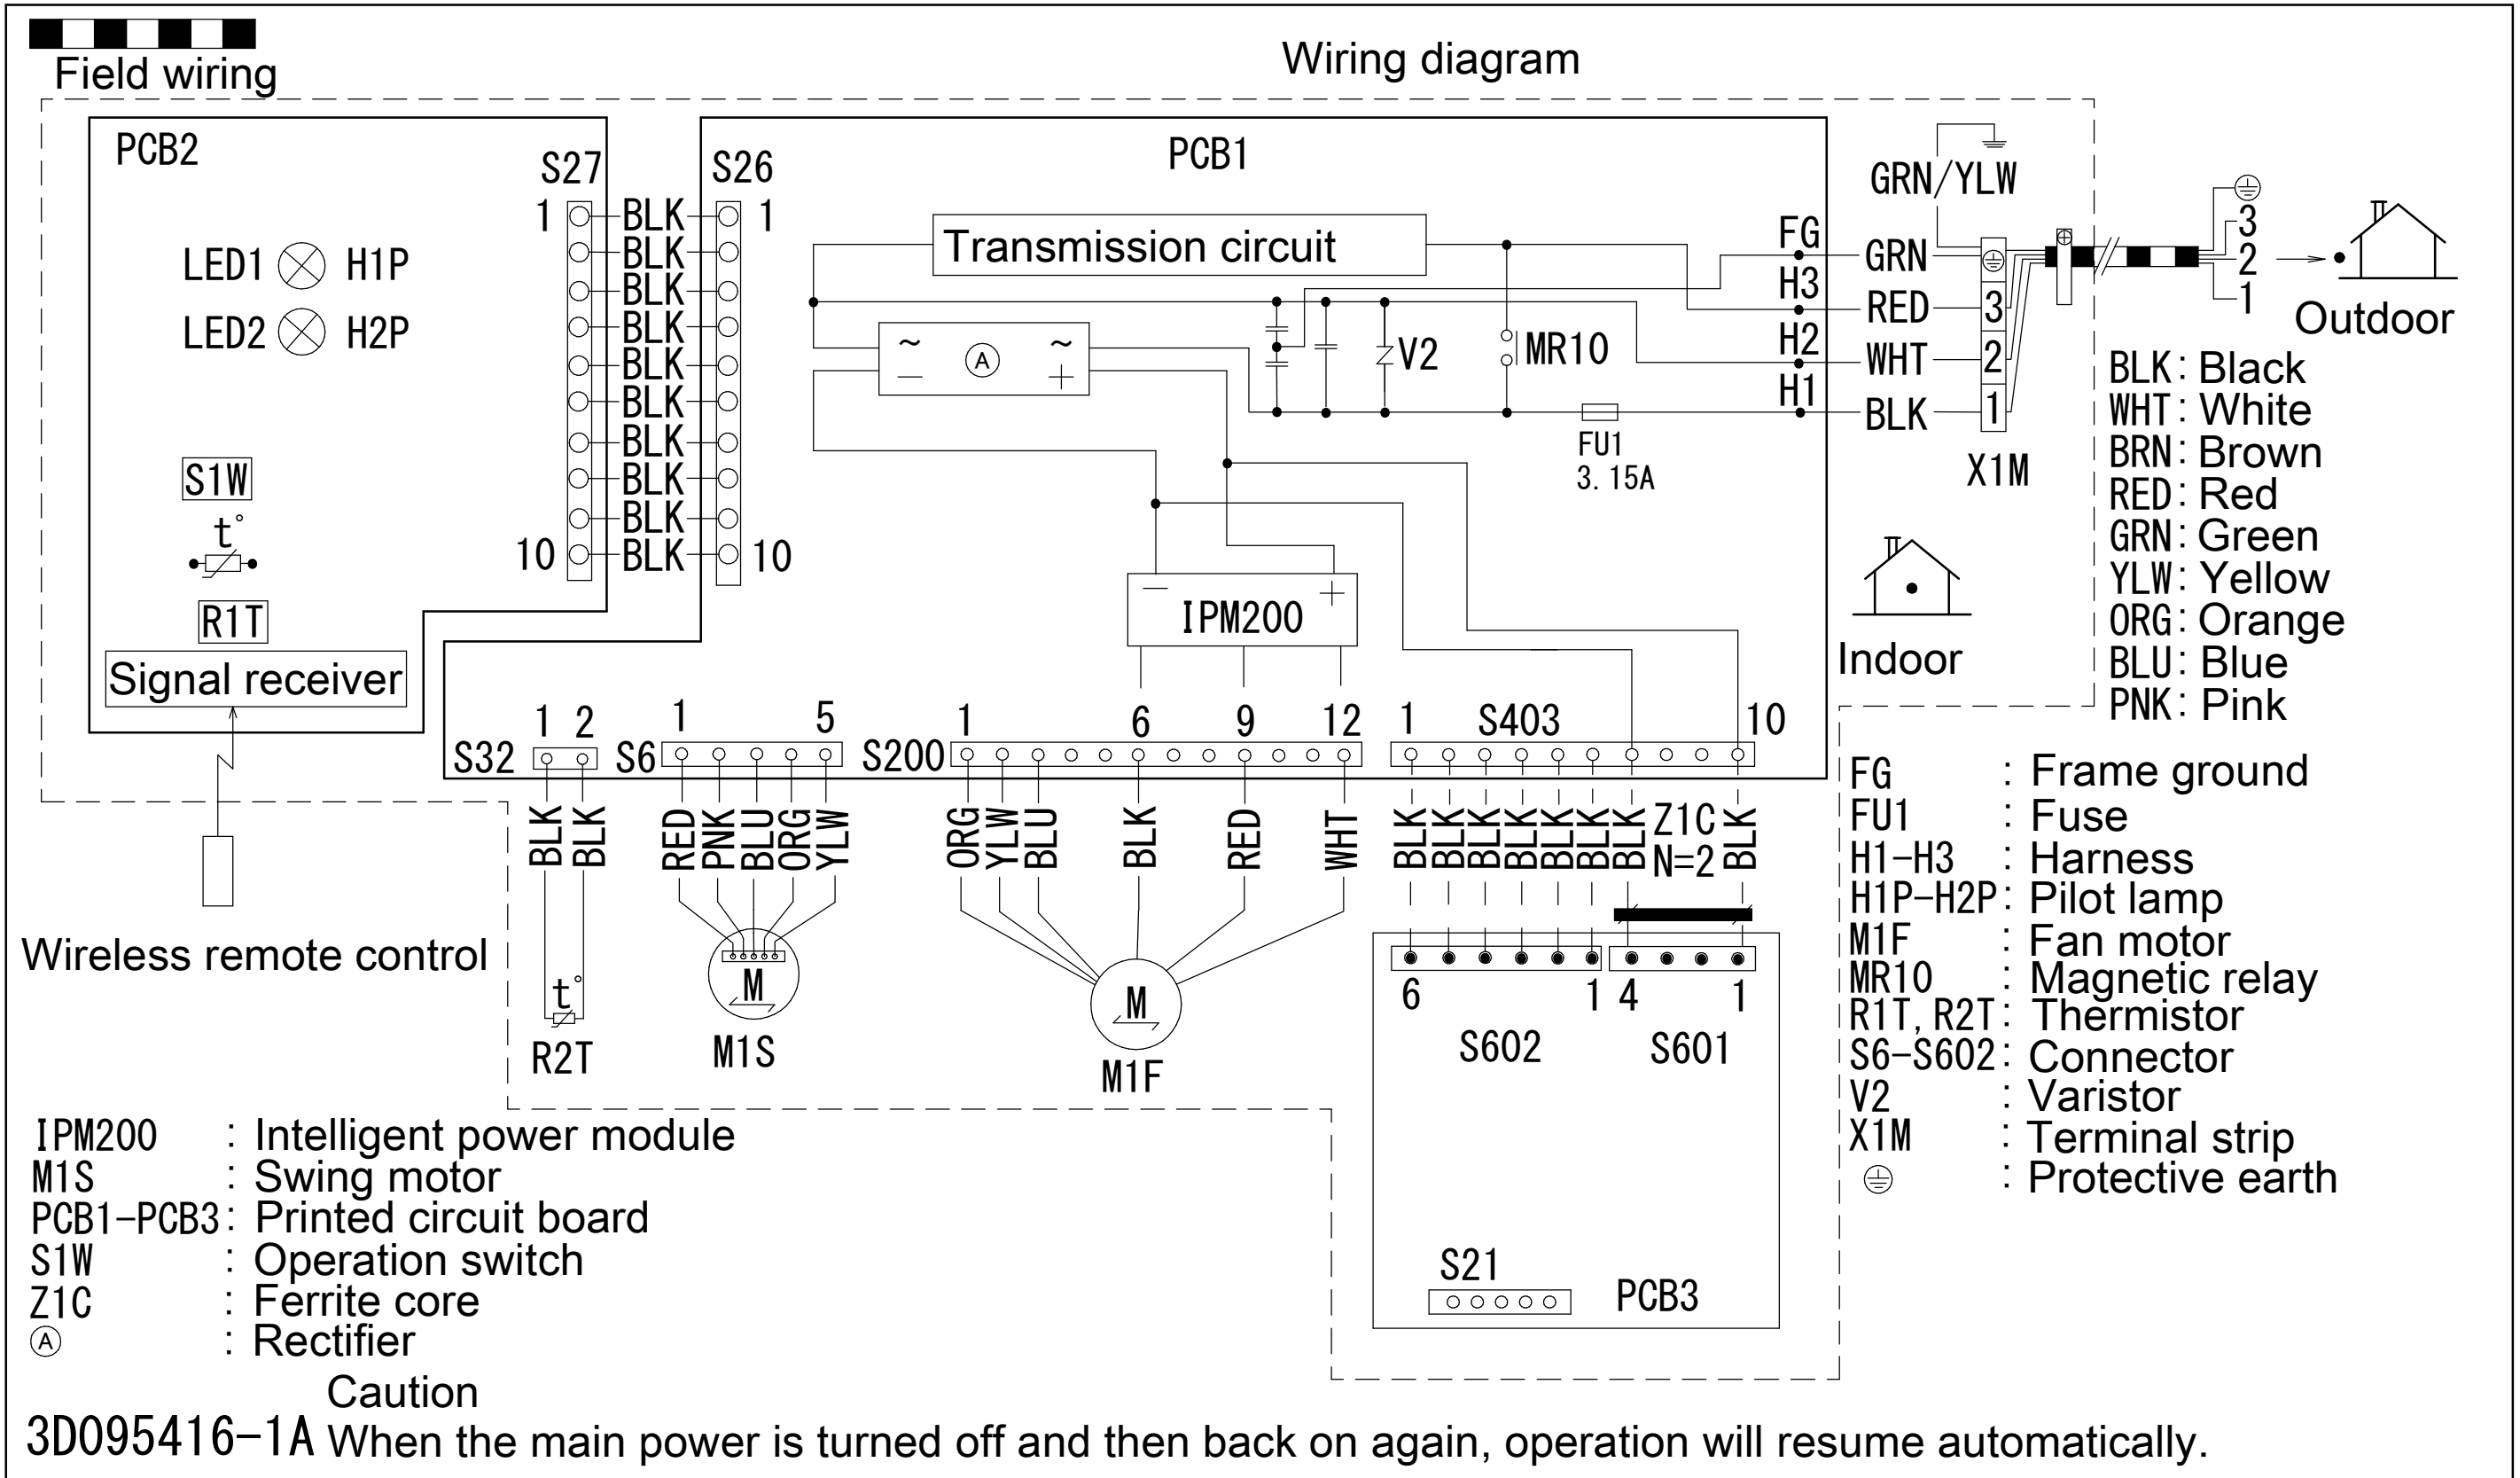 Field wiring
Wiring diagram
PCB2
S27
S26
PCB1
GRN/YLW
1 BLK 1
BLK
BLK
BLK
BLK
BLK
BLK
BLK
BLK
10 BLK 10
LED1 H1P
LED2 H2P
S1W
t°
R1T
Signal receiver
Wireless remote control
Transmission circuit
~ A ~
− +
V2
MR10
FU1
3.15A
FG GRN
H3 RED 3
H2 WHT 2
H1 BLK 1
X1M
3
2
1
Outdoor
Indoor
− +
IPM200
BLK: Black
WHT: White
BRN: Brown
RED: Red
GRN: Green
YLW: Yellow
ORG: Orange
BLU: Blue
PNK: Pink
S32 1 2
S6 1 5
S200 1 6 9 12
1 S403 10
BLK BLK
RED PNK BLU ORG YLW
ORG YLW BLU BLK RED WHT
BLK BLK BLK BLK BLK BLK BLK Z1C BLK
N=2
t°
R2T
M
M1S
M
M1F
6 1 4 1
S602 S601
S21
PCB3
FG : Frame ground
FU1 : Fuse
H1-H3 : Harness
H1P-H2P: Pilot lamp
M1F : Fan motor
MR10 : Magnetic relay
R1T, R2T: Thermistor
S6-S602: Connector
V2 : Varistor
X1M : Terminal strip
: Protective earth
IPM200 : Intelligent power module
M1S : Swing motor
PCB1-PCB3: Printed circuit board
S1W : Operation switch
Z1C : Ferrite core
A : Rectifier
Caution
3D095416-1A When the main power is turned off and then back on again, operation will resume automatically.